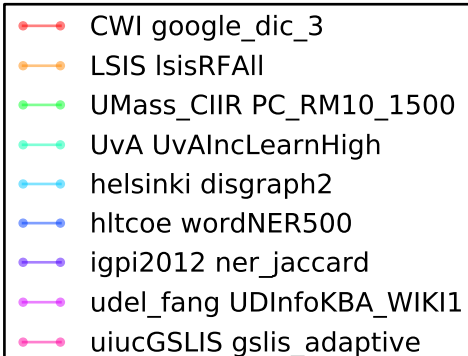 CWI google_dic_3
LSIS lsisRFAll
UMass_CIIR PC_RM10_1500
UvA UvAIncLearnHigh
helsinki disgraph2
hltcoe wordNER500
igpi2012 ner_jaccard
udel_fang UDInfoKBA_WIKI1
uiucGSLIS gslis_adaptive